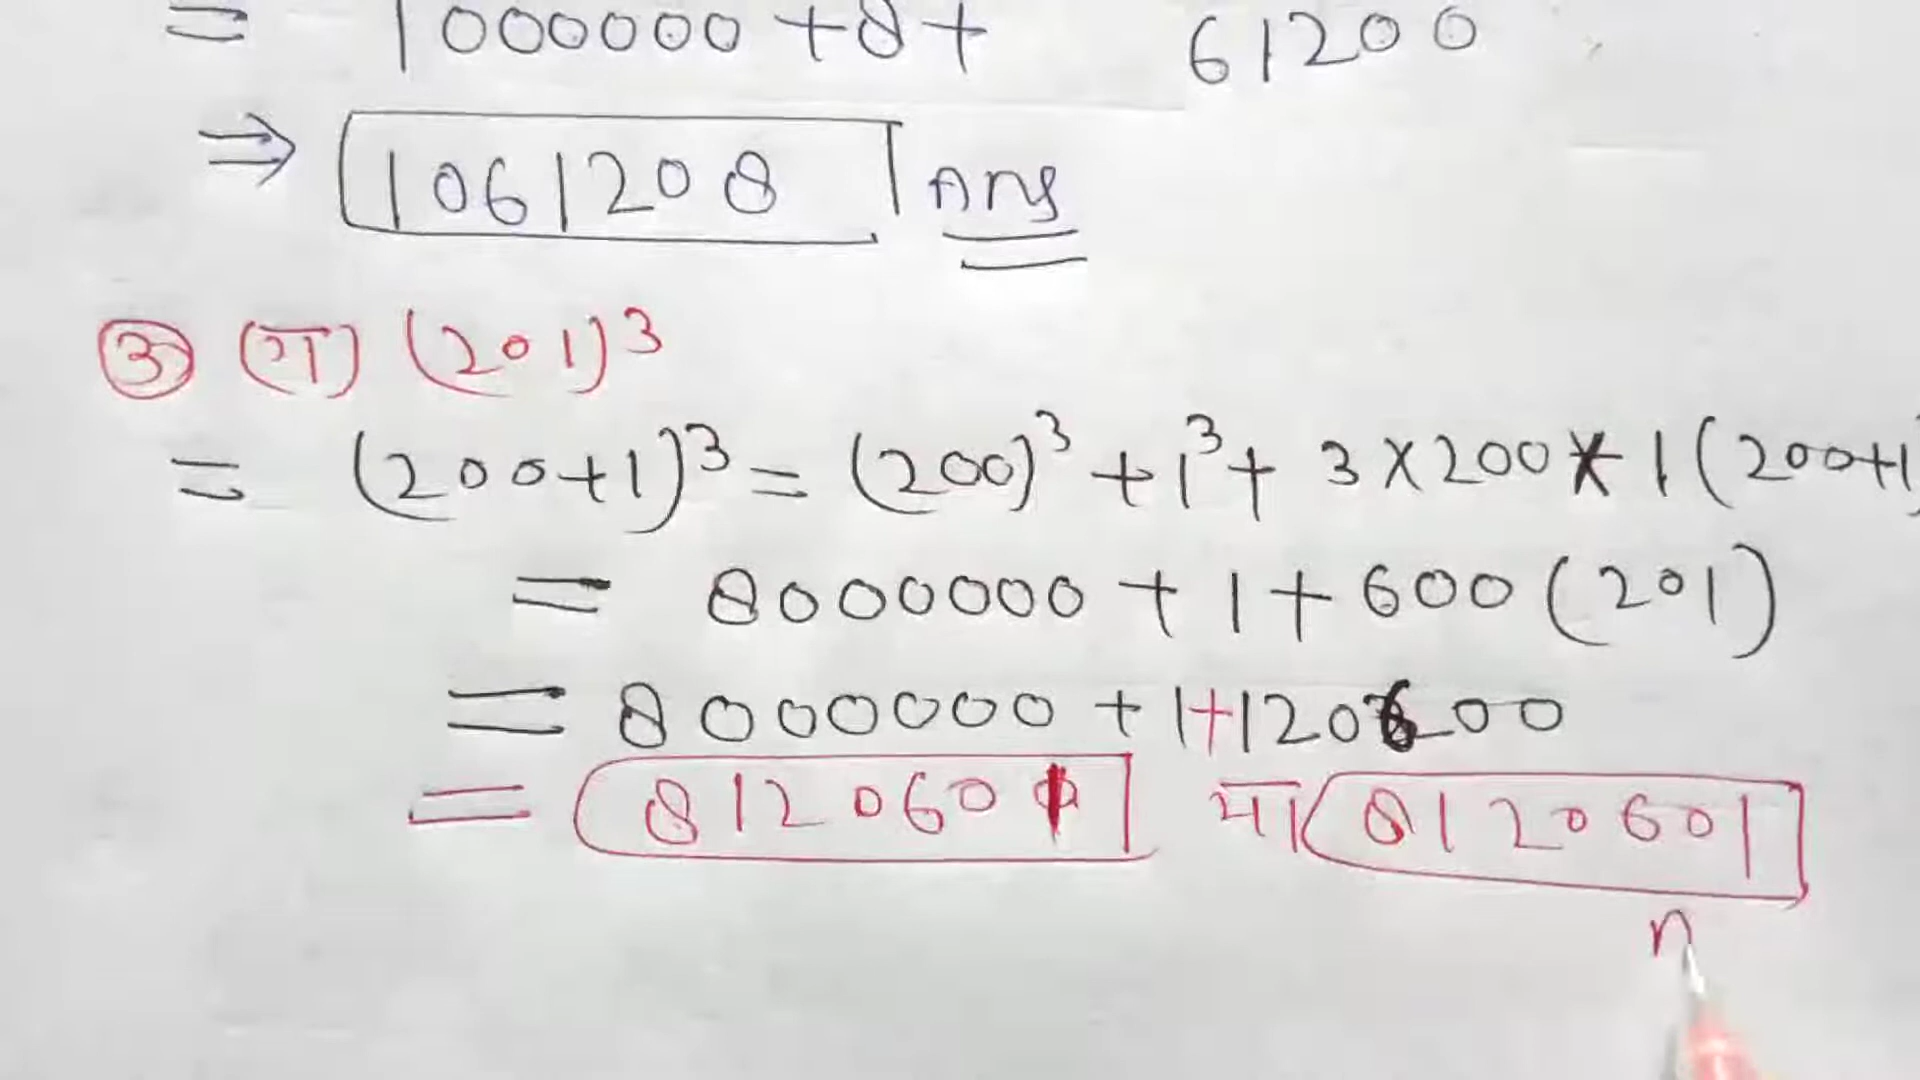 = 1000000 + 8 + 61200
⇒ 1061208 Ans
③ (ग) (201)³
= (200+1)³ = (200)³ + 1³ + 3 × 200 × 1 (200+1)
= 8000000 + 1 + 600 (201)
= 8000000 + 1 + 120600
= 8120601 या 8120601
n